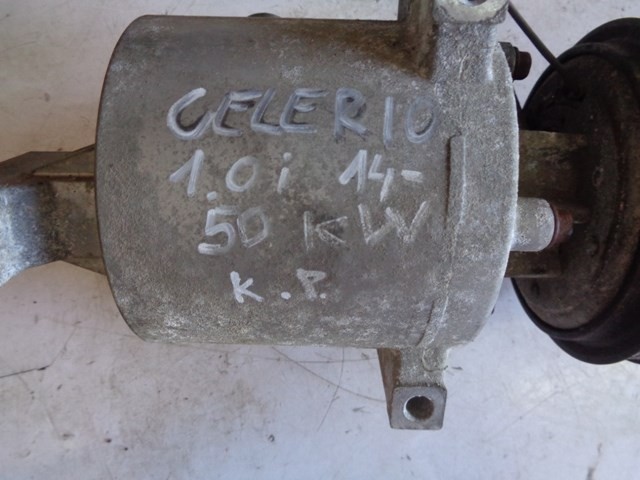 CELERIO
1.0i 14-
50 KW
K.P.